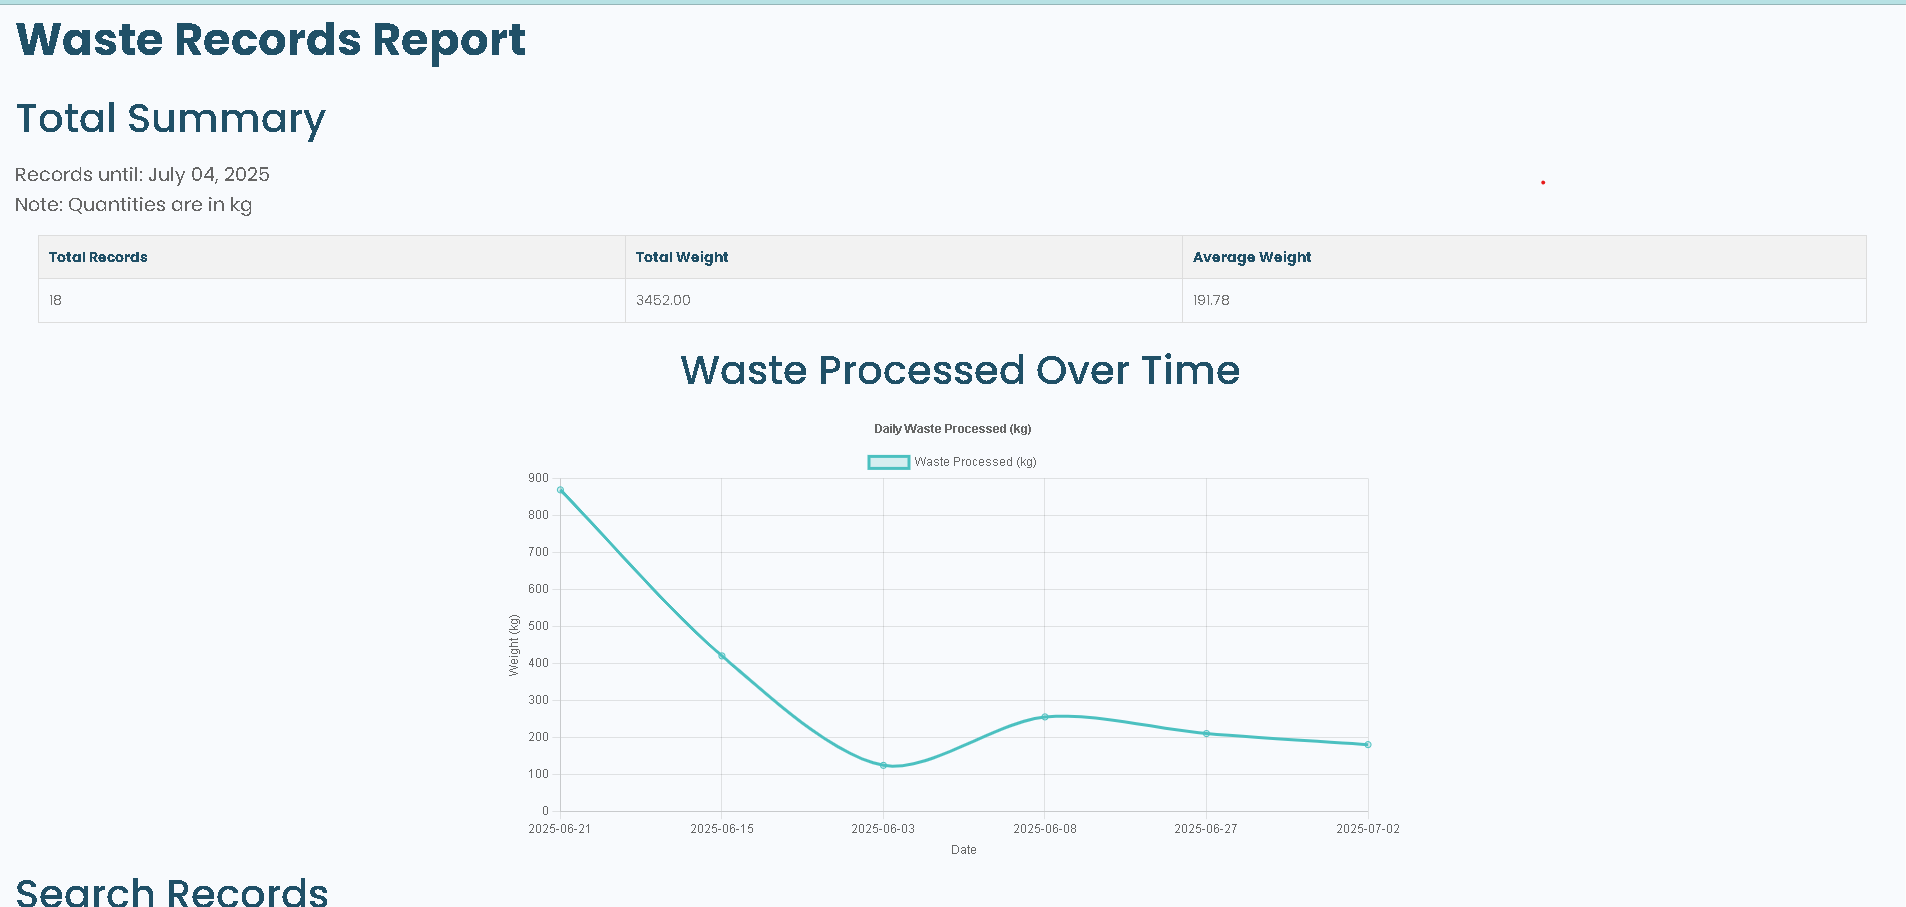 Waste Records Report
Total Summary
Records until: July 04, 2025
Note: Quantities are in kg
Total Records Total Weight Average Weight
18 3452.00 191.78
Waste Processed Over Time
Daily Waste Processed (kg)
Waste Processed (kg)
900
800
700
600
500
400
300
200
100
0
Weight (kg)
2025-06-21 2025-06-15 2025-06-03 2025-06-08 2025-06-27 2025-07-02
Date
Search Records